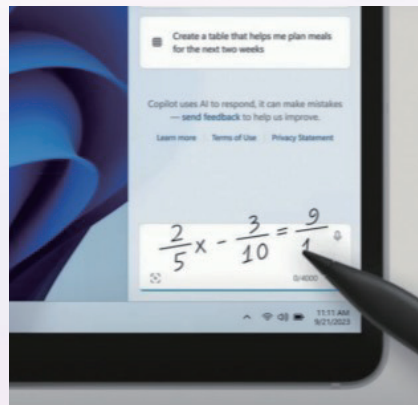 Create a table that helps me plan meals
for the next two weeks
Copilot uses AI to respond, it can make mistakes
— send feedback to help us improve.
Learn more Terms of Use Privacy Statement
2/5 x - 3/10 = 9/1
0/4000
11:11 AM
9/21/2023